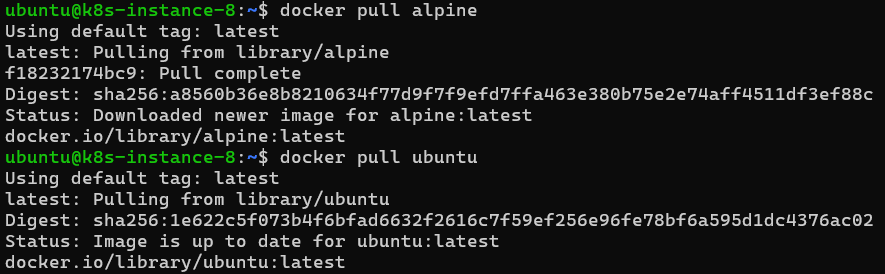 ubuntu@k8s-instance-8:~$ docker pull alpine
Using default tag: latest
latest: Pulling from library/alpine
f18232174bc9: Pull complete
Digest: sha256:a8560b36e8b8210634f77d9f7f9efd7ffa463e380b75e2e74aff4511df3ef88c
Status: Downloaded newer image for alpine:latest
docker.io/library/alpine:latest
ubuntu@k8s-instance-8:~$ docker pull ubuntu
Using default tag: latest
latest: Pulling from library/ubuntu
Digest: sha256:1e622c5f073b4f6bfad6632f2616c7f59ef256e96fe78bf6a595d1dc4376ac02
Status: Image is up to date for ubuntu:latest
docker.io/library/ubuntu:latest